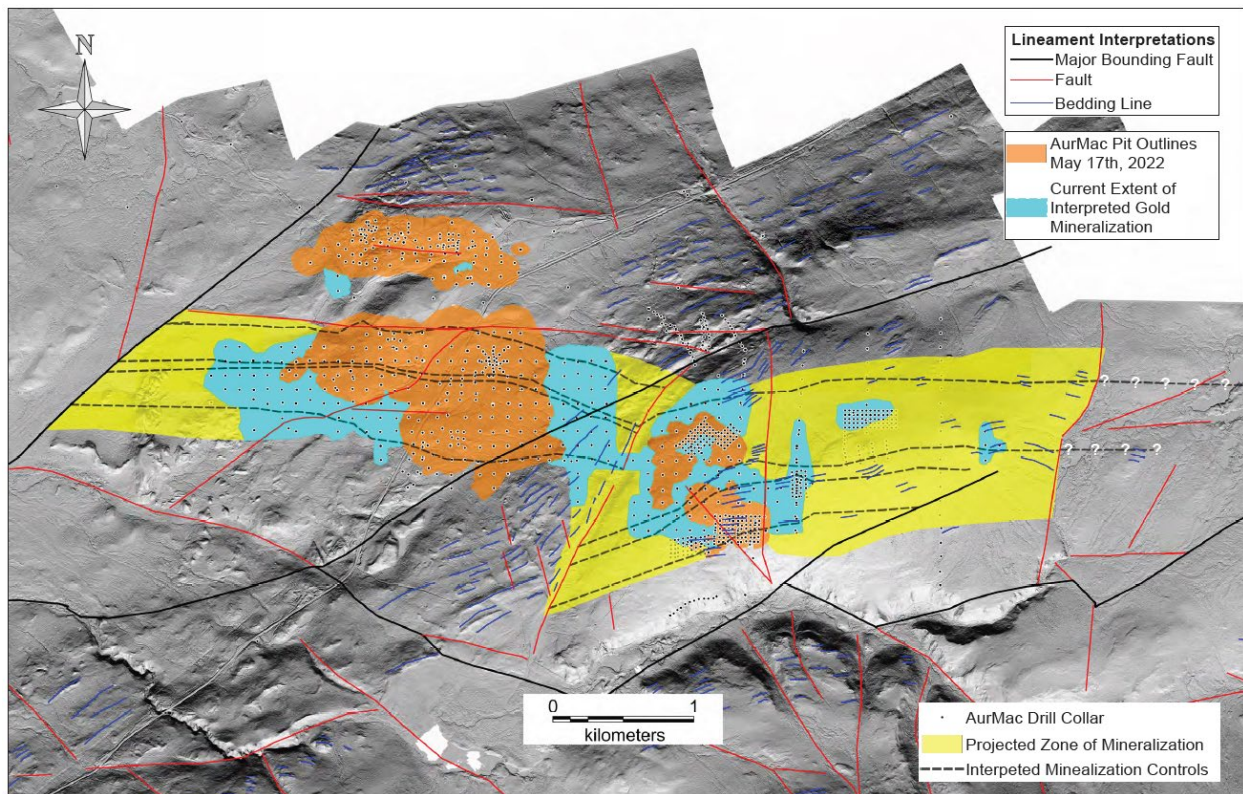 N
Lineament Interpretations
Major Bounding Fault
Fault
Bedding Line
AurMac Pit Outlines
May 17th, 2022
Current Extent of
Interpreted Gold
Mineralization
? ? ? ? ?
? ? ? ?
0 1
kilometers
AurMac Drill Collar
Projected Zone of Mineralization
Interpeted Minealization Controls